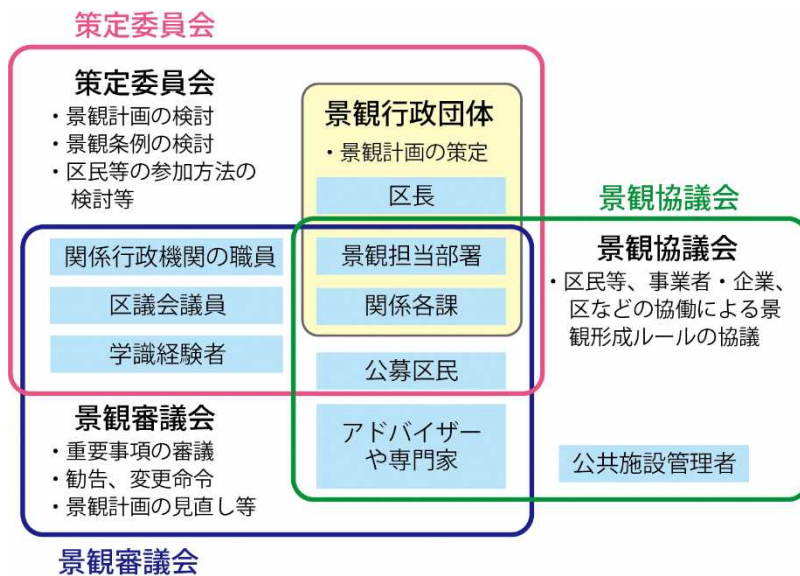 策定委員会
策定委員会
・景観計画の検討
・景観条例の検討
・区民等の参加方法の
検討等
景観行政団体
・景観計画の策定
区長
景観担当部署
関係各課
関係行政機関の職員
区議会議員
学識経験者
公募区民
アドバイザー
や専門家
景観協議会
景観協議会
・区民等、事業者・企業、
区などの協働による景
観形成ルールの協議
公共施設管理者
景観審議会
・重要事項の審議
・勧告、変更命令
・景観計画の見直し等
景観審議会